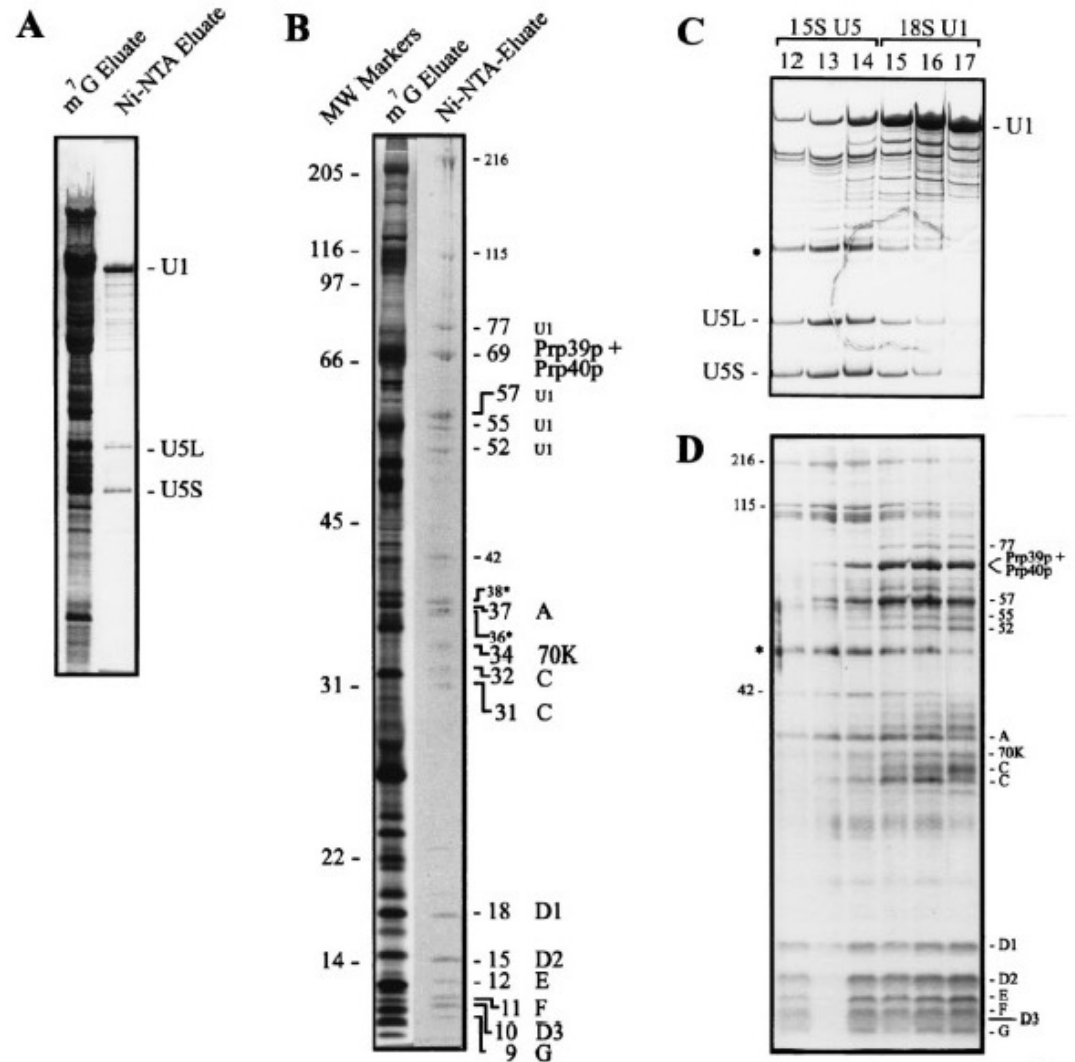 A
m⁷ G Eluate
Ni-NTA Eluate
- U1
- U5L
- U5S
B
MW Markers
m⁷ G Eluate
Ni-NTA-Eluate
205 -
116 -
97 -
66 -
45 -
31 -
22 -
14 -
- 216
- 115
- 77 U1
- 69 Prp39p +
Prp40p
57 U1
- 55 U1
- 52 U1
- 42
38*
37 A
36*
34 70K
32 C
31 C
- 18 D1
- 15 D2
- 12 E
11 F
10 D3
9 G
C
15S U5 18S U1
12 13 14 15 16 17
- U1
•
U5L -
U5S -
D
216 -
115 -
*
42 -
- 77
Prp39p +
Prp40p
- 57
- 55
- 52
- A
- 70K
- C
- C
- D1
- D2
- E
- F
D3
- G